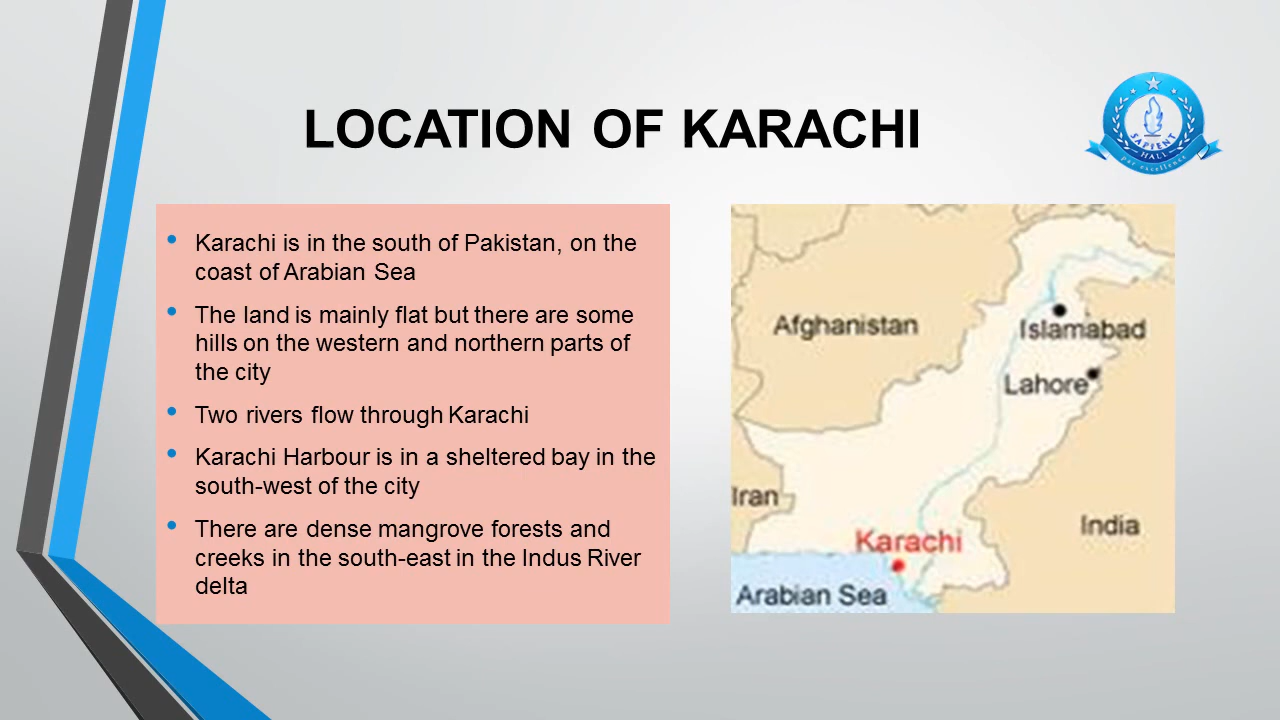 LOCATION OF KARACHI
SAPIENT
HALL
par excellence
• Karachi is in the south of Pakistan, on the
coast of Arabian Sea
• The land is mainly flat but there are some
hills on the western and northern parts of
the city
• Two rivers flow through Karachi
• Karachi Harbour is in a sheltered bay in the
south-west of the city
• There are dense mangrove forests and
creeks in the south-east in the Indus River
delta
Afghanistan
Islamabad
Lahore
Iran
India
Karachi
Arabian Sea